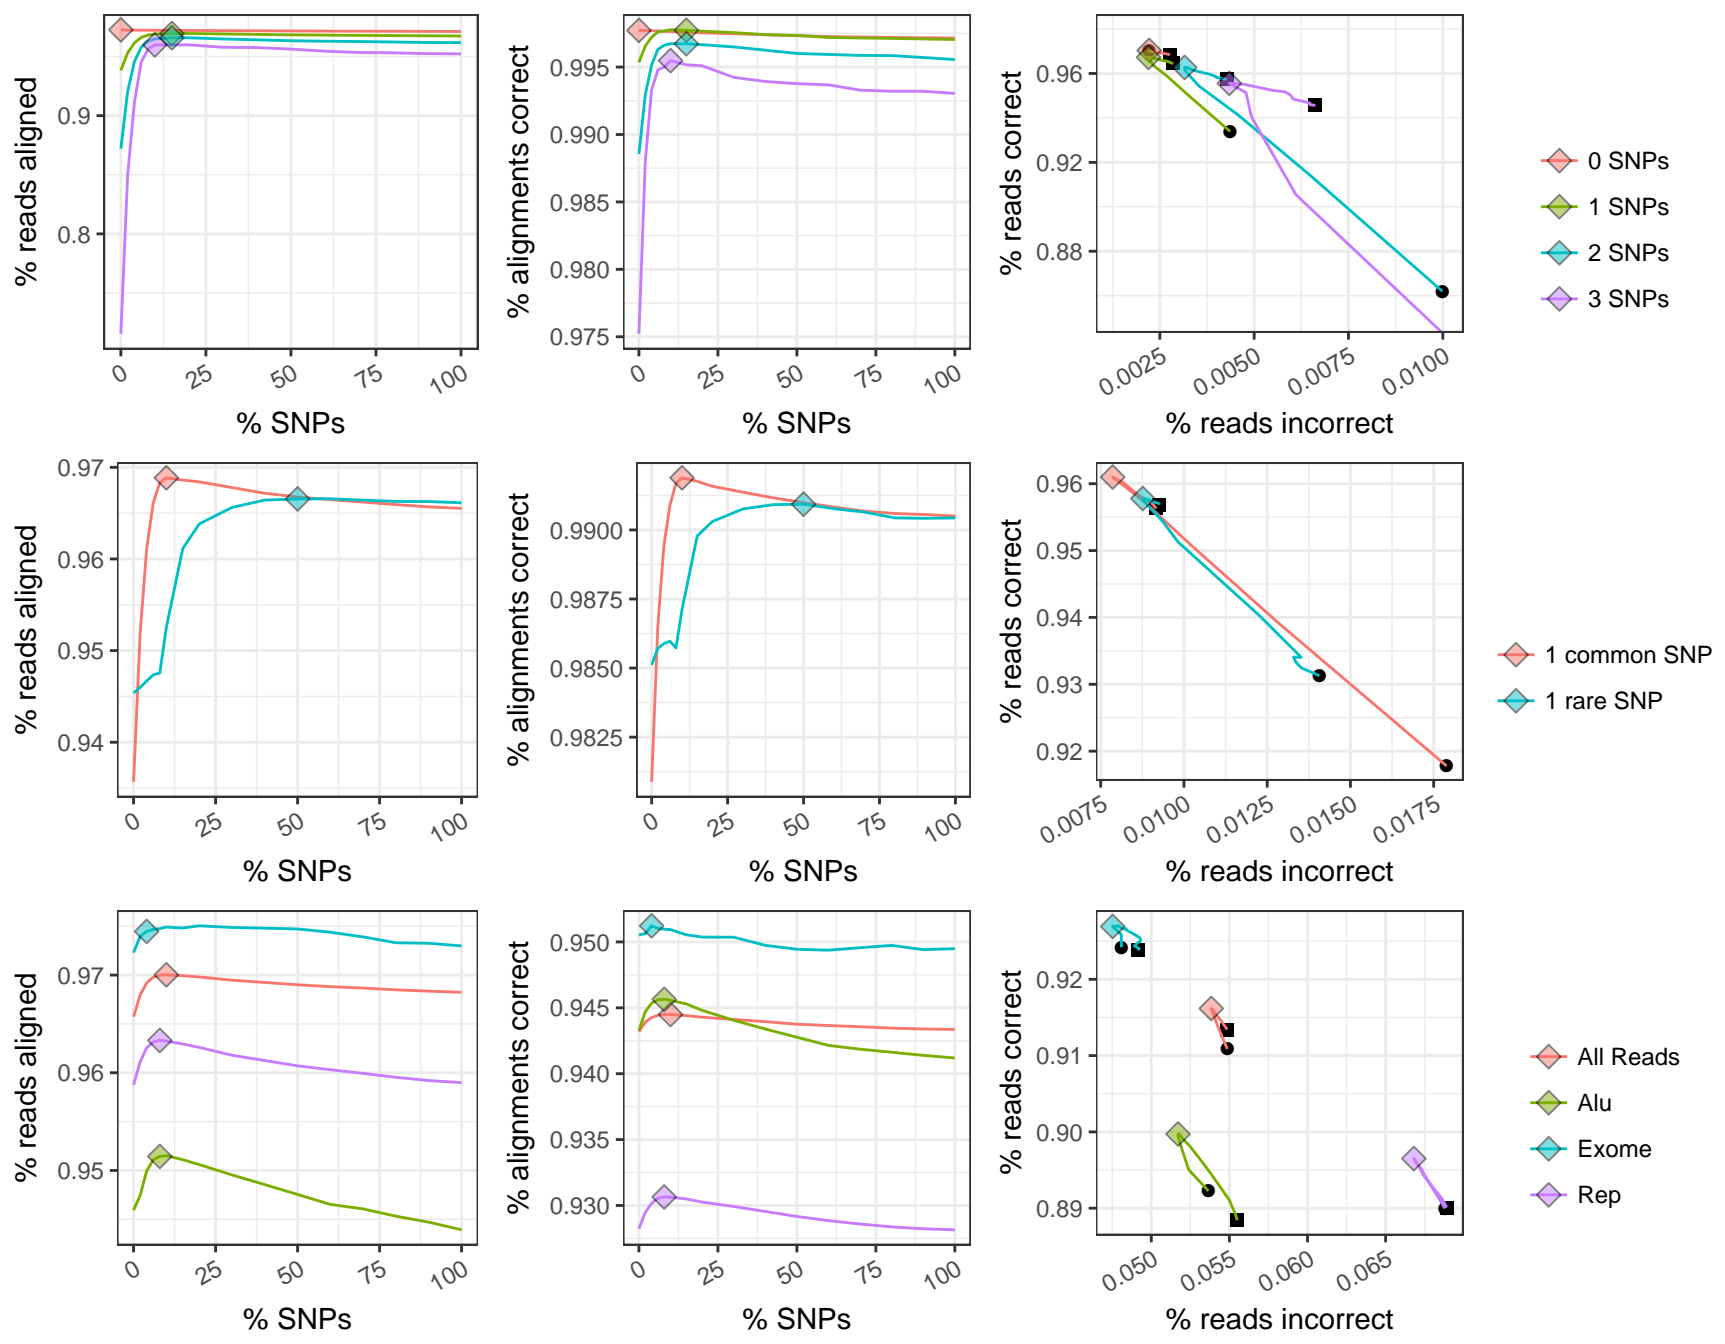 % reads aligned
0.9
0.8
0
25
50
75
100
% SNPs
% alignments correct
0.995
0.990
0.985
0.980
0.975
0
25
50
75
100
% SNPs
% reads correct
0.96
0.92
0.88
0.0025
0.0050
0.0075
0.0100
% reads incorrect
0 SNPs
1 SNPs
2 SNPs
3 SNPs
% reads aligned
0.97
0.96
0.95
0.94
0
25
50
75
100
% SNPs
% alignments correct
0.9900
0.9875
0.9850
0.9825
0
25
50
75
100
% SNPs
% reads correct
0.96
0.95
0.94
0.93
0.92
0.0075
0.0100
0.0125
0.0150
0.0175
% reads incorrect
1 common SNP
1 rare SNP
% reads aligned
0.97
0.96
0.95
0
25
50
75
100
% SNPs
% alignments correct
0.950
0.945
0.940
0.935
0.930
0
25
50
75
100
% SNPs
% reads correct
0.92
0.91
0.90
0.89
0.050
0.055
0.060
0.065
% reads incorrect
All Reads
Alu
Exome
Rep